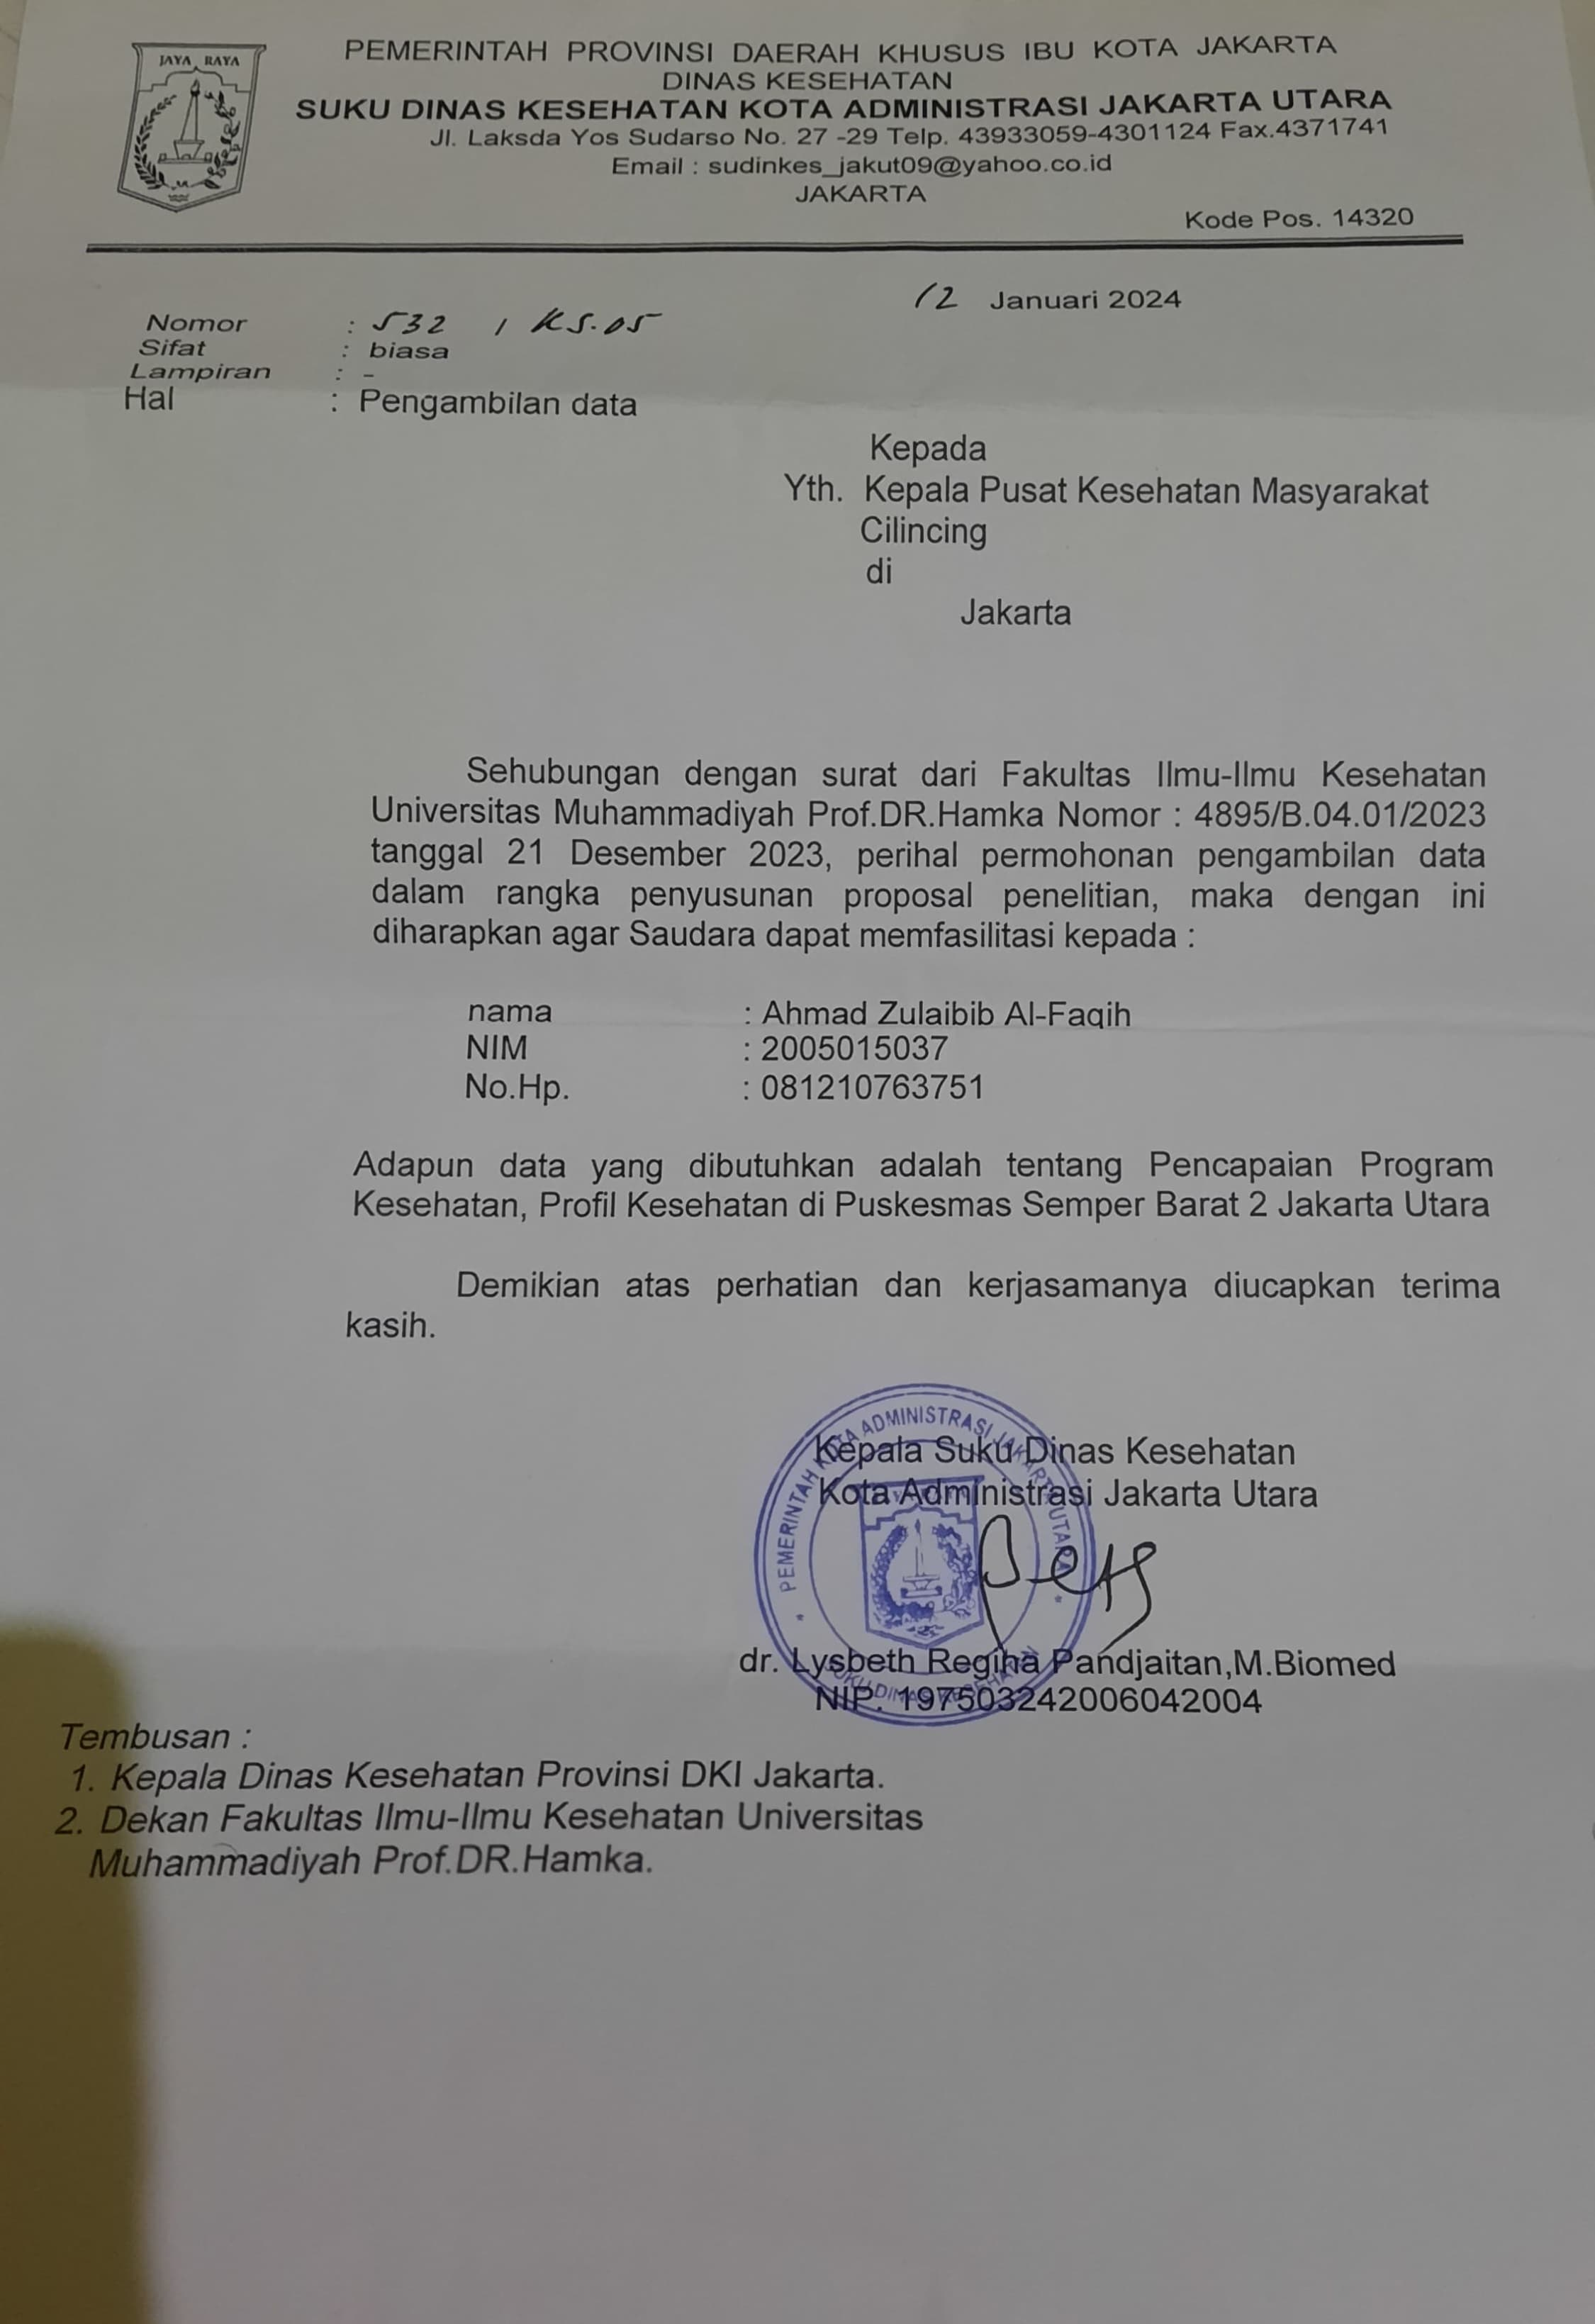 JAYA RAYA
PEMERINTAH PROVINSI DAERAH KHUSUS IBU KOTA JAKARTA
DINAS KESEHATAN
SUKU DINAS KESEHATAN KOTA ADMINISTRASI JAKARTA UTARA
Jl. Laksda Yos Sudarso No. 27 -29 Telp. 43933059-4301124 Fax.4371741
Email : sudinkes_jakut09@yahoo.co.id
JAKARTA
Kode Pos. 14320
12 Januari 2024
Nomor : 532 / KS.05
Sifat : biasa
Lampiran : -
Hal : Pengambilan data
Kepada
Yth. Kepala Pusat Kesehatan Masyarakat
Cilincing
di
Jakarta
Sehubungan dengan surat dari Fakultas Ilmu-Ilmu Kesehatan
Universitas Muhammadiyah Prof.DR.Hamka Nomor : 4895/B.04.01/2023
tanggal 21 Desember 2023, perihal permohonan pengambilan data
dalam rangka penyusunan proposal penelitian, maka dengan ini
diharapkan agar Saudara dapat memfasilitasi kepada :
nama : Ahmad Zulaibib Al-Faqih
NIM : 2005015037
No.Hp. : 081210763751
Adapun data yang dibutuhkan adalah tentang Pencapaian Program
Kesehatan, Profil Kesehatan di Puskesmas Semper Barat 2 Jakarta Utara
Demikian atas perhatian dan kerjasamanya diucapkan terima
kasih.
Kepala Suku Dinas Kesehatan
Kota Administrasi Jakarta Utara
PEMERINTAH KOTA ADMINISTRASI JAKARTA UTARA
SUKU DINAS KESEHATAN
dr. Lysbeth Regina Pandjaitan,M.Biomed
NIP. 197503242006042004
Tembusan :
1. Kepala Dinas Kesehatan Provinsi DKI Jakarta.
2. Dekan Fakultas Ilmu-Ilmu Kesehatan Universitas
Muhammadiyah Prof.DR.Hamka.